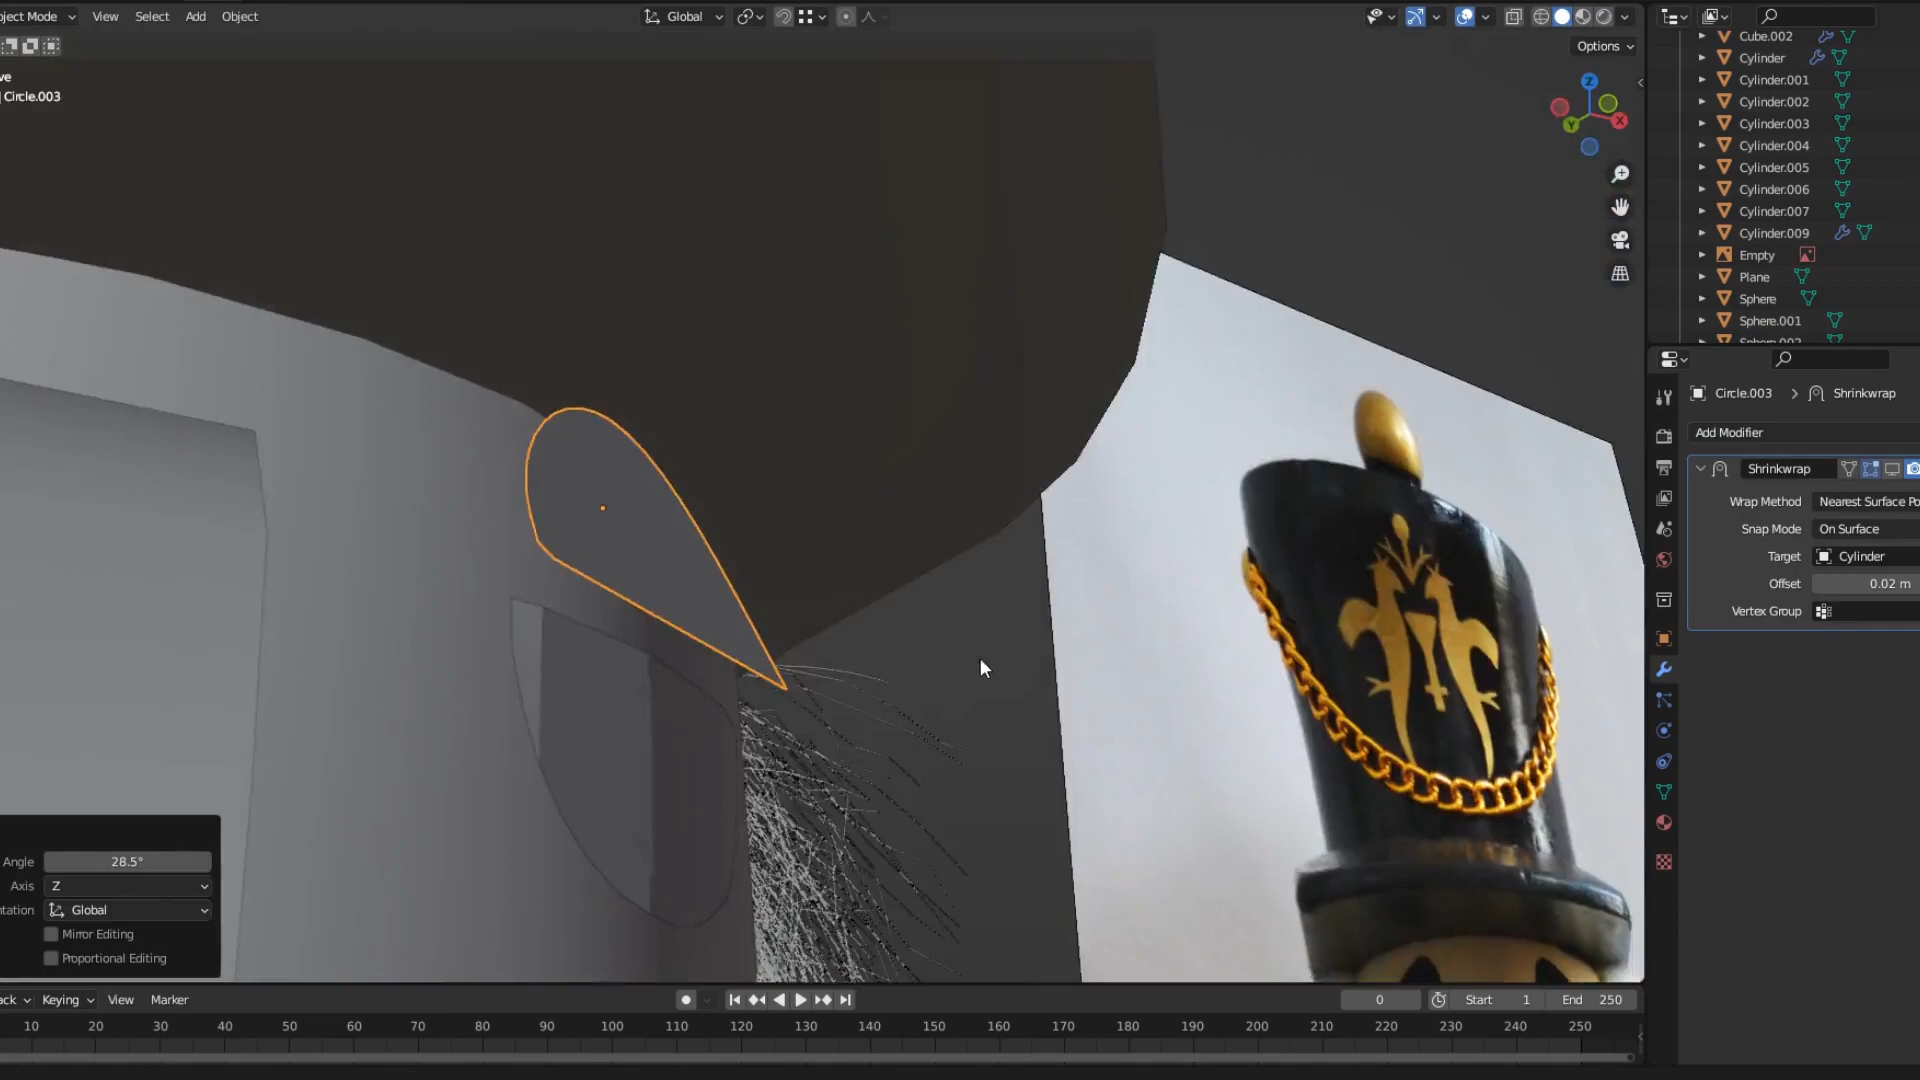 bject Mode
View
Select
Add
Object
Global
Options
ve
Circle.003
Z
Y
X
Cube.002
Cylinder
Cylinder.001
Cylinder.002
Cylinder.003
Cylinder.004
Cylinder.005
Cylinder.006
Cylinder.007
Cylinder.009
Empty
Plane
Sphere
Sphere.001
Circle.003 > Shrinkwrap
Add Modifier
Shrinkwrap
Wrap Method Nearest Surface Po
Snap Mode On Surface
Target Cylinder
Offset 0.02 m
Vertex Group
Angle 28.5°
Axis Z
ntation Global
Mirror Editing
Proportional Editing
ack
Keying
View
Marker
0
Start 1
End 250
10 20 30 40 50 60 70 80 90 100 110 120 130 140 150 160 170 180 190 200 210 220 230 240 250